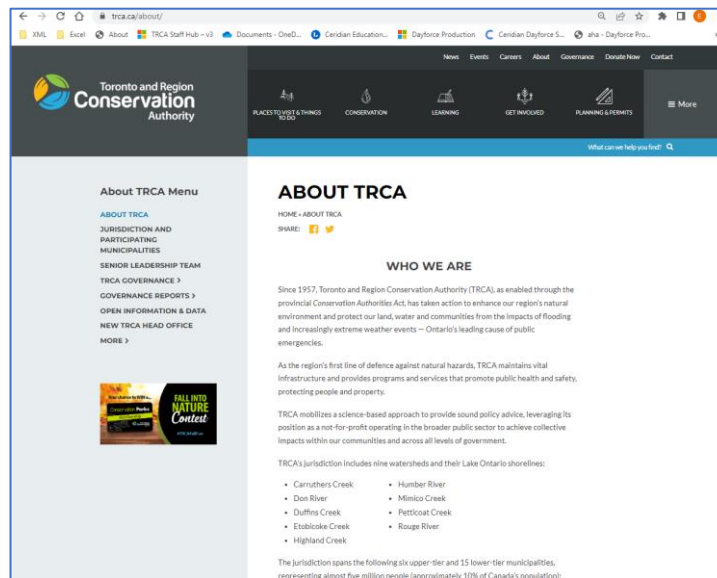 trca.ca/about/
XML Excel About TRCA Staff Hub – v3 Documents - OneD... Ceridian Education... Dayforce Production Ceridian Dayforce S... aha - Dayforce Pro...
News Events Careers About Governance Donate Now Contact
Toronto and Region
Conservation
Authority
PLACES TO VISIT & THINGS
TO DO
CONSERVATION
LEARNING
GET INVOLVED
PLANNING & PERMITS
More
What can we help you find?
About TRCA Menu
ABOUT TRCA
JURISDICTION AND
PARTICIPATING
MUNICIPALITIES
SENIOR LEADERSHIP TEAM
TRCA GOVERNANCE >
GOVERNANCE REPORTS >
OPEN INFORMATION & DATA
NEW TRCA HEAD OFFICE
MORE >
Your chance to WIN a...
Conservation Parks
FALL INTO
NATURE
Contest
ABOUT TRCA
HOME » ABOUT TRCA
SHARE:
WHO WE ARE
Since 1957, Toronto and Region Conservation Authority (TRCA), as enabled through the
provincial Conservation Authorities Act, has taken action to enhance our region's natural
environment and protect our land, water and communities from the impacts of flooding
and increasingly extreme weather events — Ontario's leading cause of public
emergencies.
As the region's first line of defence against natural hazards, TRCA maintains vital
infrastructure and provides programs and services that promote public health and safety,
protecting people and property.
TRCA mobilizes a science-based approach to provide sound policy advice, leveraging its
position as a not-for-profit operating in the broader public sector to achieve collective
impacts within our communities and across all levels of government.
TRCA's jurisdiction includes nine watersheds and their Lake Ontario shorelines:
• Carruthers Creek
• Don River
• Duffins Creek
• Etobicoke Creek
• Highland Creek
• Humber River
• Mimico Creek
• Petticoat Creek
• Rouge River
The jurisdiction spans the following six upper-tier and 15 lower-tier municipalities,
representing almost five million people (approximately 10% of Canada's population):